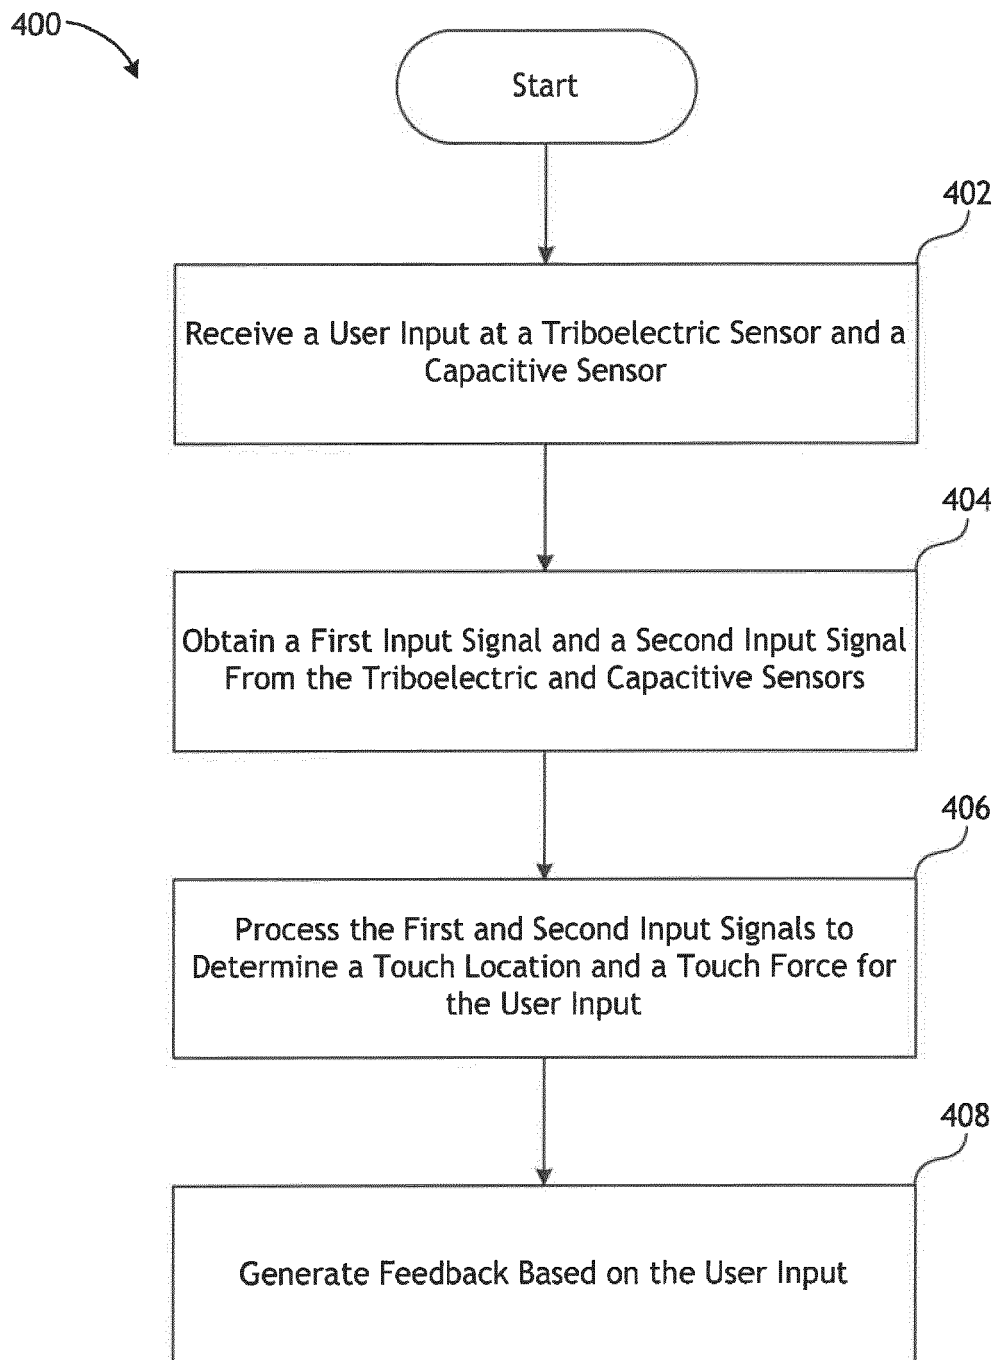 400
Start
402
Receive a User Input at a Triboelectric Sensor and a
Capacitive Sensor
404
Obtain a First Input Signal and a Second Input Signal
From the Triboelectric and Capacitive Sensors
406
Process the First and Second Input Signals to
Determine a Touch Location and a Touch Force for
the User Input
408
Generate Feedback Based on the User Input